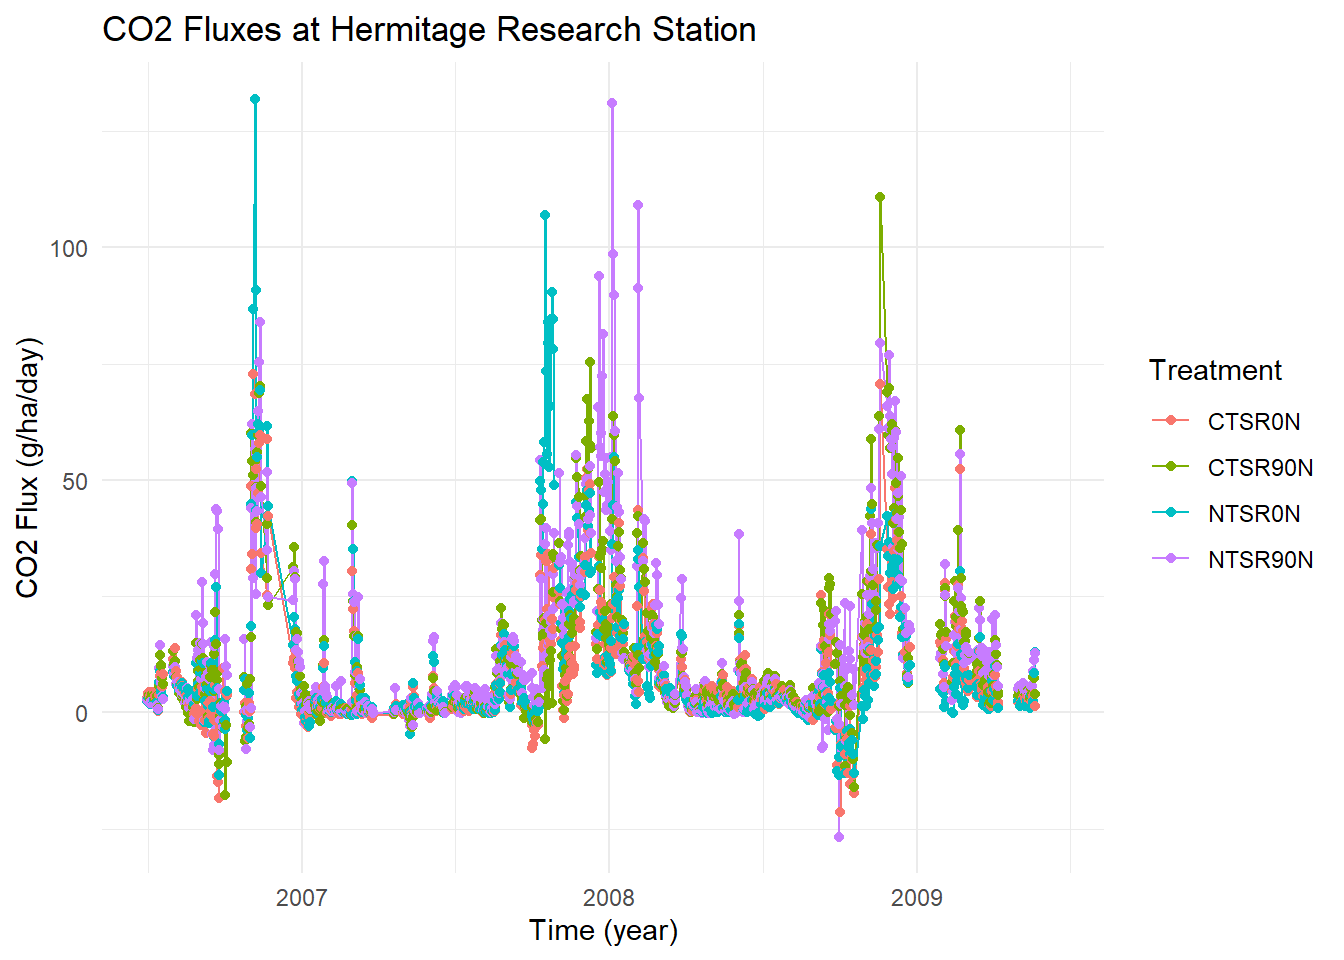 CO2 Fluxes at Hermitage Research Station
CO2 Flux (g/ha/day)
100
50
0
2007
2008
2009
Time (year)
Treatment
CTSR0N
CTSR90N
NTSR0N
NTSR90N